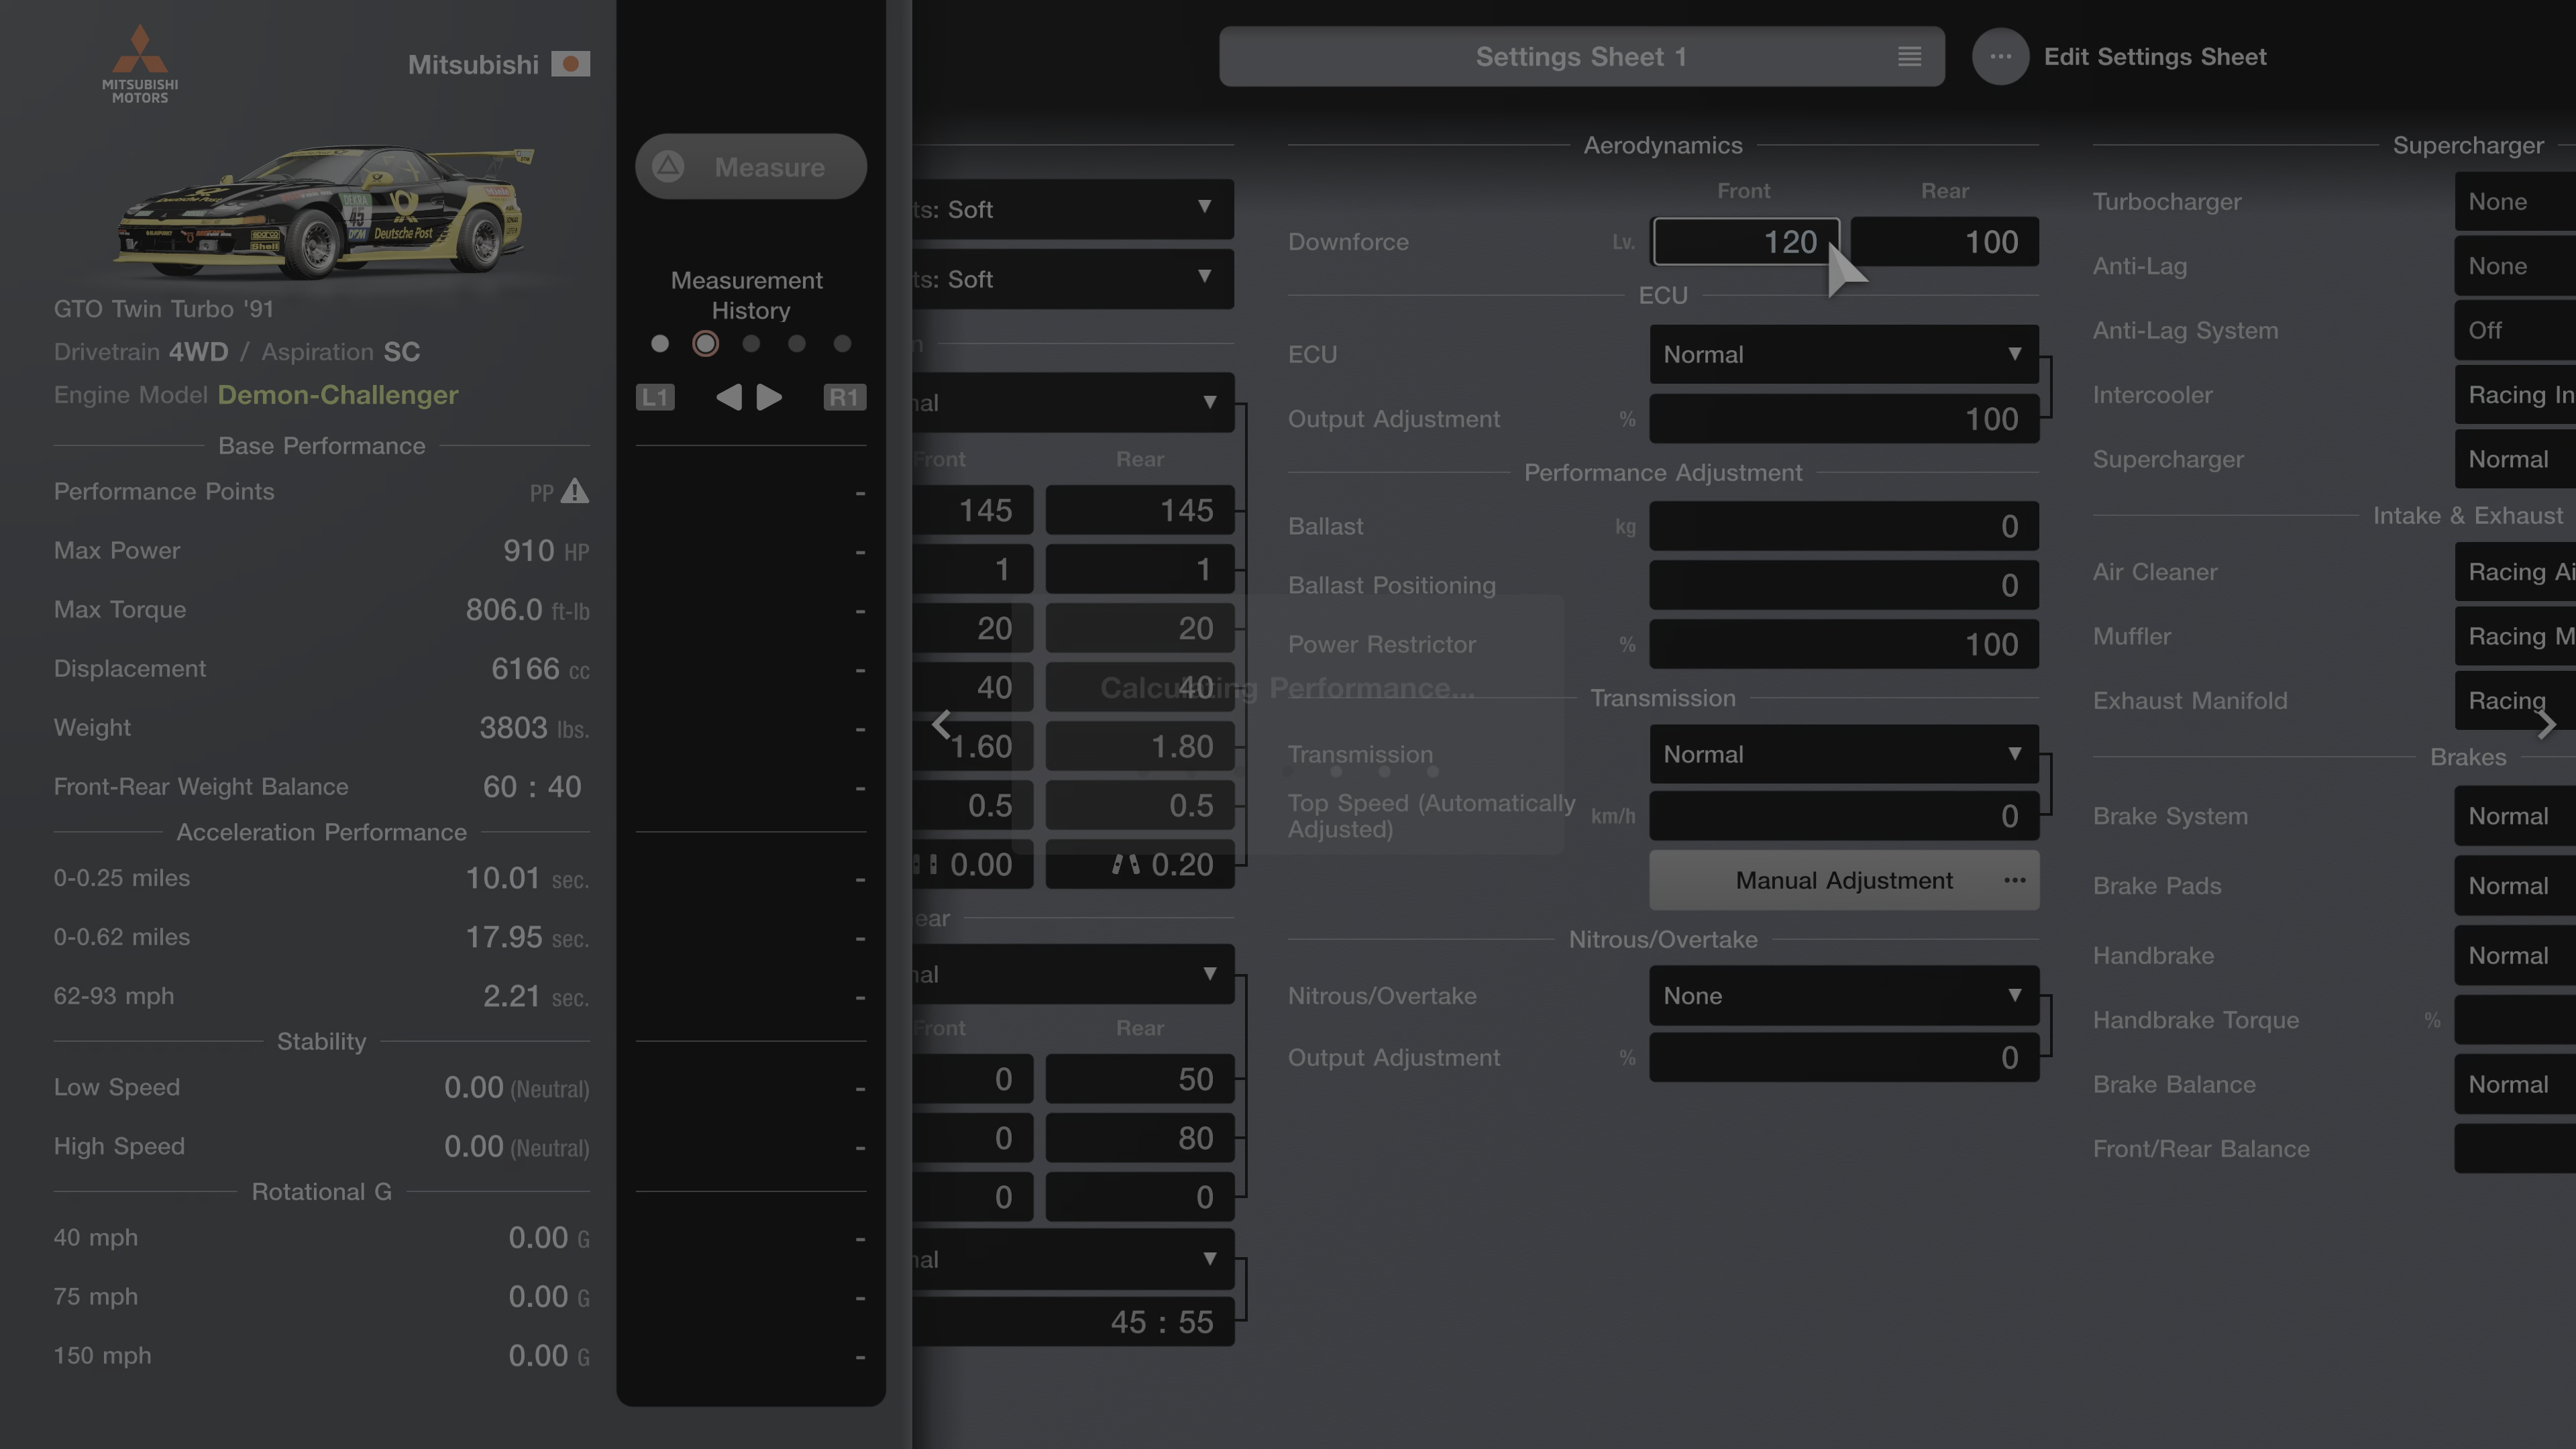 MITSUBISHI
MOTORS
Mitsubishi
GTO Twin Turbo '91
Drivetrain 4WD / Aspiration SC
Engine Model Demon-Challenger
Base Performance
Performance Points PP
Max Power 910 HP
Max Torque 806.0 ft-lb
Displacement 6166 cc
Weight 3803 lbs.
Front-Rear Weight Balance 60 : 40
Acceleration Performance
0-0.25 miles 10.01 sec.
0-0.62 miles 17.95 sec.
62-93 mph 2.21 sec.
Stability
Low Speed 0.00 (Neutral)
High Speed 0.00 (Neutral)
Rotational G
40 mph 0.00 G
75 mph 0.00 G
150 mph 0.00 G
Deutsche Post
DEKRA
45
Shell
Measure
Measurement
History
L1 R1
-
-
-
-
-
-
-
-
-
-
-
-
-
-
Settings Sheet 1
Edit Settings Sheet
ts: Soft
ts: Soft
n
nal
Front Rear
145 145
1 1
20 20
40 40
1.60 1.80
0.5 0.5
0.00 0.20
ear
nal
Front Rear
0 50
0 80
0 0
nal
45 : 55
Calculating Performance...
Aerodynamics
Front Rear
Downforce Lv. 120 100
ECU
ECU Normal
Output Adjustment % 100
Performance Adjustment
Ballast kg 0
Ballast Positioning 0
Power Restrictor % 100
Transmission
Transmission Normal
Top Speed (Automatically
Adjusted) km/h 0
Manual Adjustment
Nitrous/Overtake
Nitrous/Overtake None
Output Adjustment % 0
Supercharger
Turbocharger None
Anti-Lag None
Anti-Lag System Off
Intercooler Racing In
Supercharger Normal
Intake & Exhaust
Air Cleaner Racing Ai
Muffler Racing M
Exhaust Manifold Racing
Brakes
Brake System Normal
Brake Pads Normal
Handbrake Normal
Handbrake Torque %
Brake Balance Normal
Front/Rear Balance